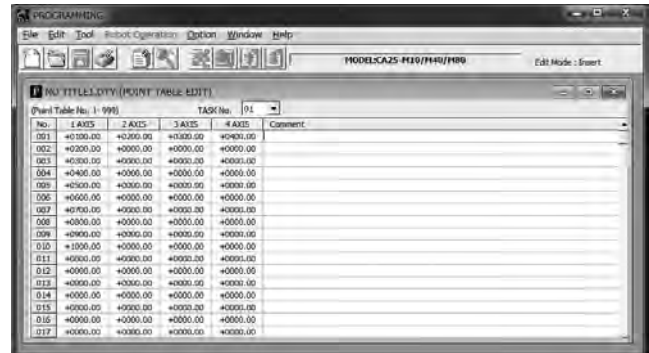 PROGRAMMING
File Edit Tool Robot Operation Option Window Help
MODEL:CA25-M10/M40/M80 Edit Mode : Insert
NO TITLE1.DTY (POINT TABLE EDIT)
(Point Table No. 1- 999) TASK No. 01
No. 1 AXIS 2 AXIS 3 AXIS 4 AXIS Comment
001 +0100.00 +0200.00 +0300.00 +0400.00
002 +0200.00 +0000.00 +0000.00 +0000.00
003 +0300.00 +0000.00 +0000.00 +0000.00
004 +0400.00 +0000.00 +0000.00 +0000.00
005 +0500.00 +0000.00 +0000.00 +0000.00
006 +0600.00 +0000.00 +0000.00 +0000.00
007 +0700.00 +0000.00 +0000.00 +0000.00
008 +0800.00 +0000.00 +0000.00 +0000.00
009 +0900.00 +0000.00 +0000.00 +0000.00
010 +1000.00 +0000.00 +0000.00 +0000.00
011 +0000.00 +0000.00 +0000.00 +0000.00
012 +0000.00 +0000.00 +0000.00 +0000.00
013 +0000.00 +0000.00 +0000.00 +0000.00
014 +0000.00 +0000.00 +0000.00 +0000.00
015 +0000.00 +0000.00 +0000.00 +0000.00
016 +0000.00 +0000.00 +0000.00 +0000.00
017 +0000.00 +0000.00 +0000.00 +0000.00